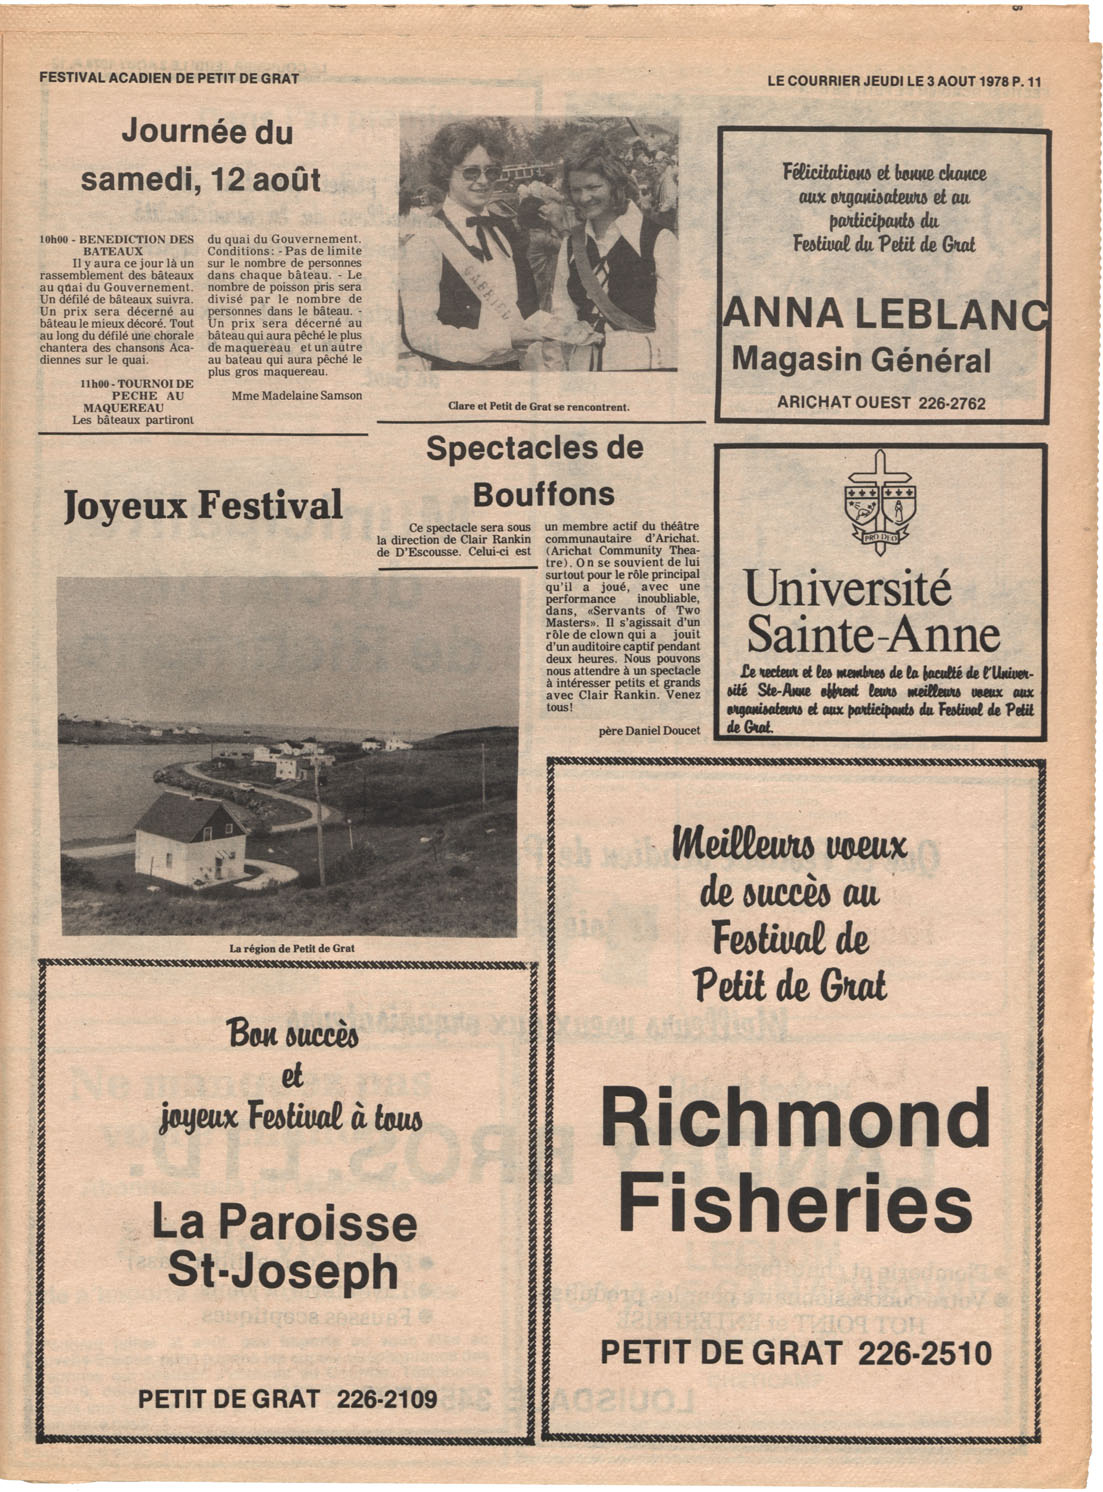 FESTIVAL ACADIEN DE PETIT DE GRAT
LE COURRIER JEUDI LE 3 AOUT 1978 P. 11
Journée du
samedi, 12 août
10h00 - BENEDICTION DES
BATEAUX
Il y aura ce jour là un
rassemblement des bâteaux
au quai du Gouvernement.
Un défilé de bâteaux suivra.
Un prix sera décerné au
bâteau le mieux décoré. Tout
au long du défilé une chorale
chantera des chansons Aca-
diennes sur le quai.
11h00 - TOURNOI DE
PECHE AU
MAQUEREAU
Les bâteaux partiront
du quai du Gouvernement.
Conditions: - Pas de limite
sur le nombre de personnes
dans chaque bâteau. - Le
nombre de poisson pris sera
divisé par le nombre de
personnes dans le bâteau. -
Un prix sera décerné au
bâteau qui aura pêché le plus
de maquereau et un autre
au bateau qui aura pêché le
plus gros maquereau.
Mme Madelaine Samson
GABRIEL
Clare et Petit de Grat se rencontrent.
Félicitations et bonne chance
aux organisateurs et au
participants du
Festival du Petit de Grat
ANNA LEBLANC
Magasin Général
ARICHAT OUEST 226-2762
Joyeux Festival
Spectacles de
Bouffons
Ce spectacle sera sous
la direction de Clair Rankin
de D'Escousse. Celui-ci est
un membre actif du théâtre
communautaire d'Arichat.
(Arichat Community Thea-
tre). On se souvient de lui
surtout pour le rôle principal
qu'il a joué, avec une
performance inoubliable,
dans, «Servants of Two
Masters». Il s'agissait d'un
rôle de clown qui a jouit
d'un auditoire captif pendant
deux heures. Nous pouvons
nous attendre à un spectacle
à intéresser petits et grands
avec Clair Rankin. Venez
tous!
père Daniel Doucet
PRO DEO
Université
Sainte-Anne
Le recteur et les membres de la faculté de l'Univer-
sité Ste-Anne offrent leurs meilleurs voeux aux
organisateurs et aux participants du Festival de Petit
de Grat.
La région de Petit de Grat
Bon succès
et
joyeux Festival à tous
La Paroisse
St-Joseph
PETIT DE GRAT 226-2109
Meilleurs voeux
de succès au
Festival de
Petit de Grat
Richmond
Fisheries
PETIT DE GRAT 226-2510